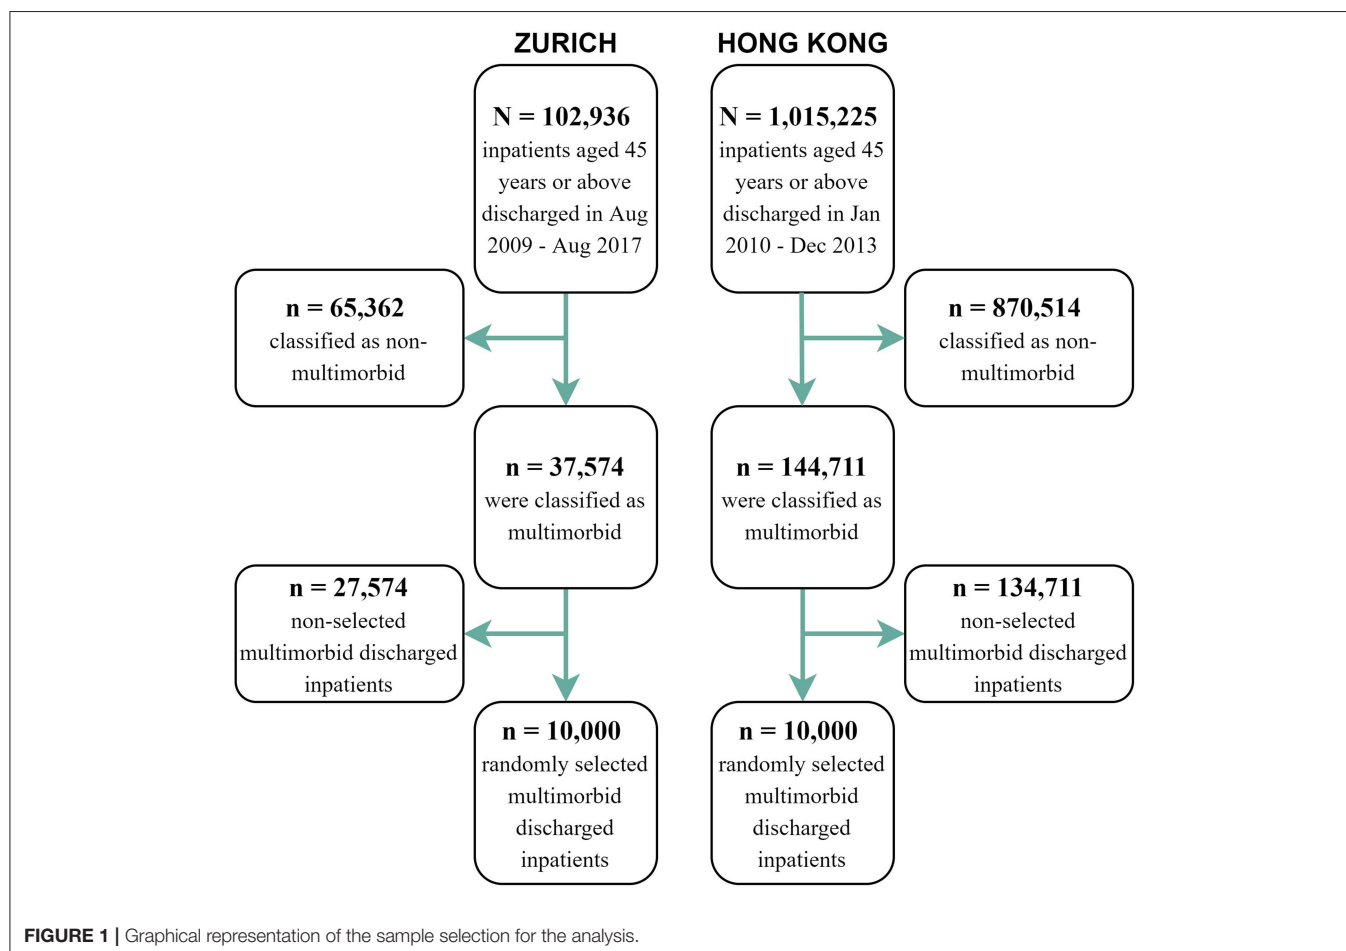 ZURICH
HONG KONG
N = 102,936
inpatients aged 45
years or above
discharged in Aug
2009 - Aug 2017
N = 1,015,225
inpatients aged 45
years or above
discharged in Jan
2010 - Dec 2013
n = 65,362
classified as non-
multimorbid
n = 870,514
classified as non-
multimorbid
n = 37,574
were classified as
multimorbid
n = 144,711
were classified as
multimorbid
n = 27,574
non-selected
multimorbid discharged
inpatients
n = 134,711
non-selected
multimorbid discharged
inpatients
n = 10,000
randomly selected
multimorbid
discharged
inpatients
n = 10,000
randomly selected
multimorbid
discharged
inpatients
FIGURE 1 | Graphical representation of the sample selection for the analysis.